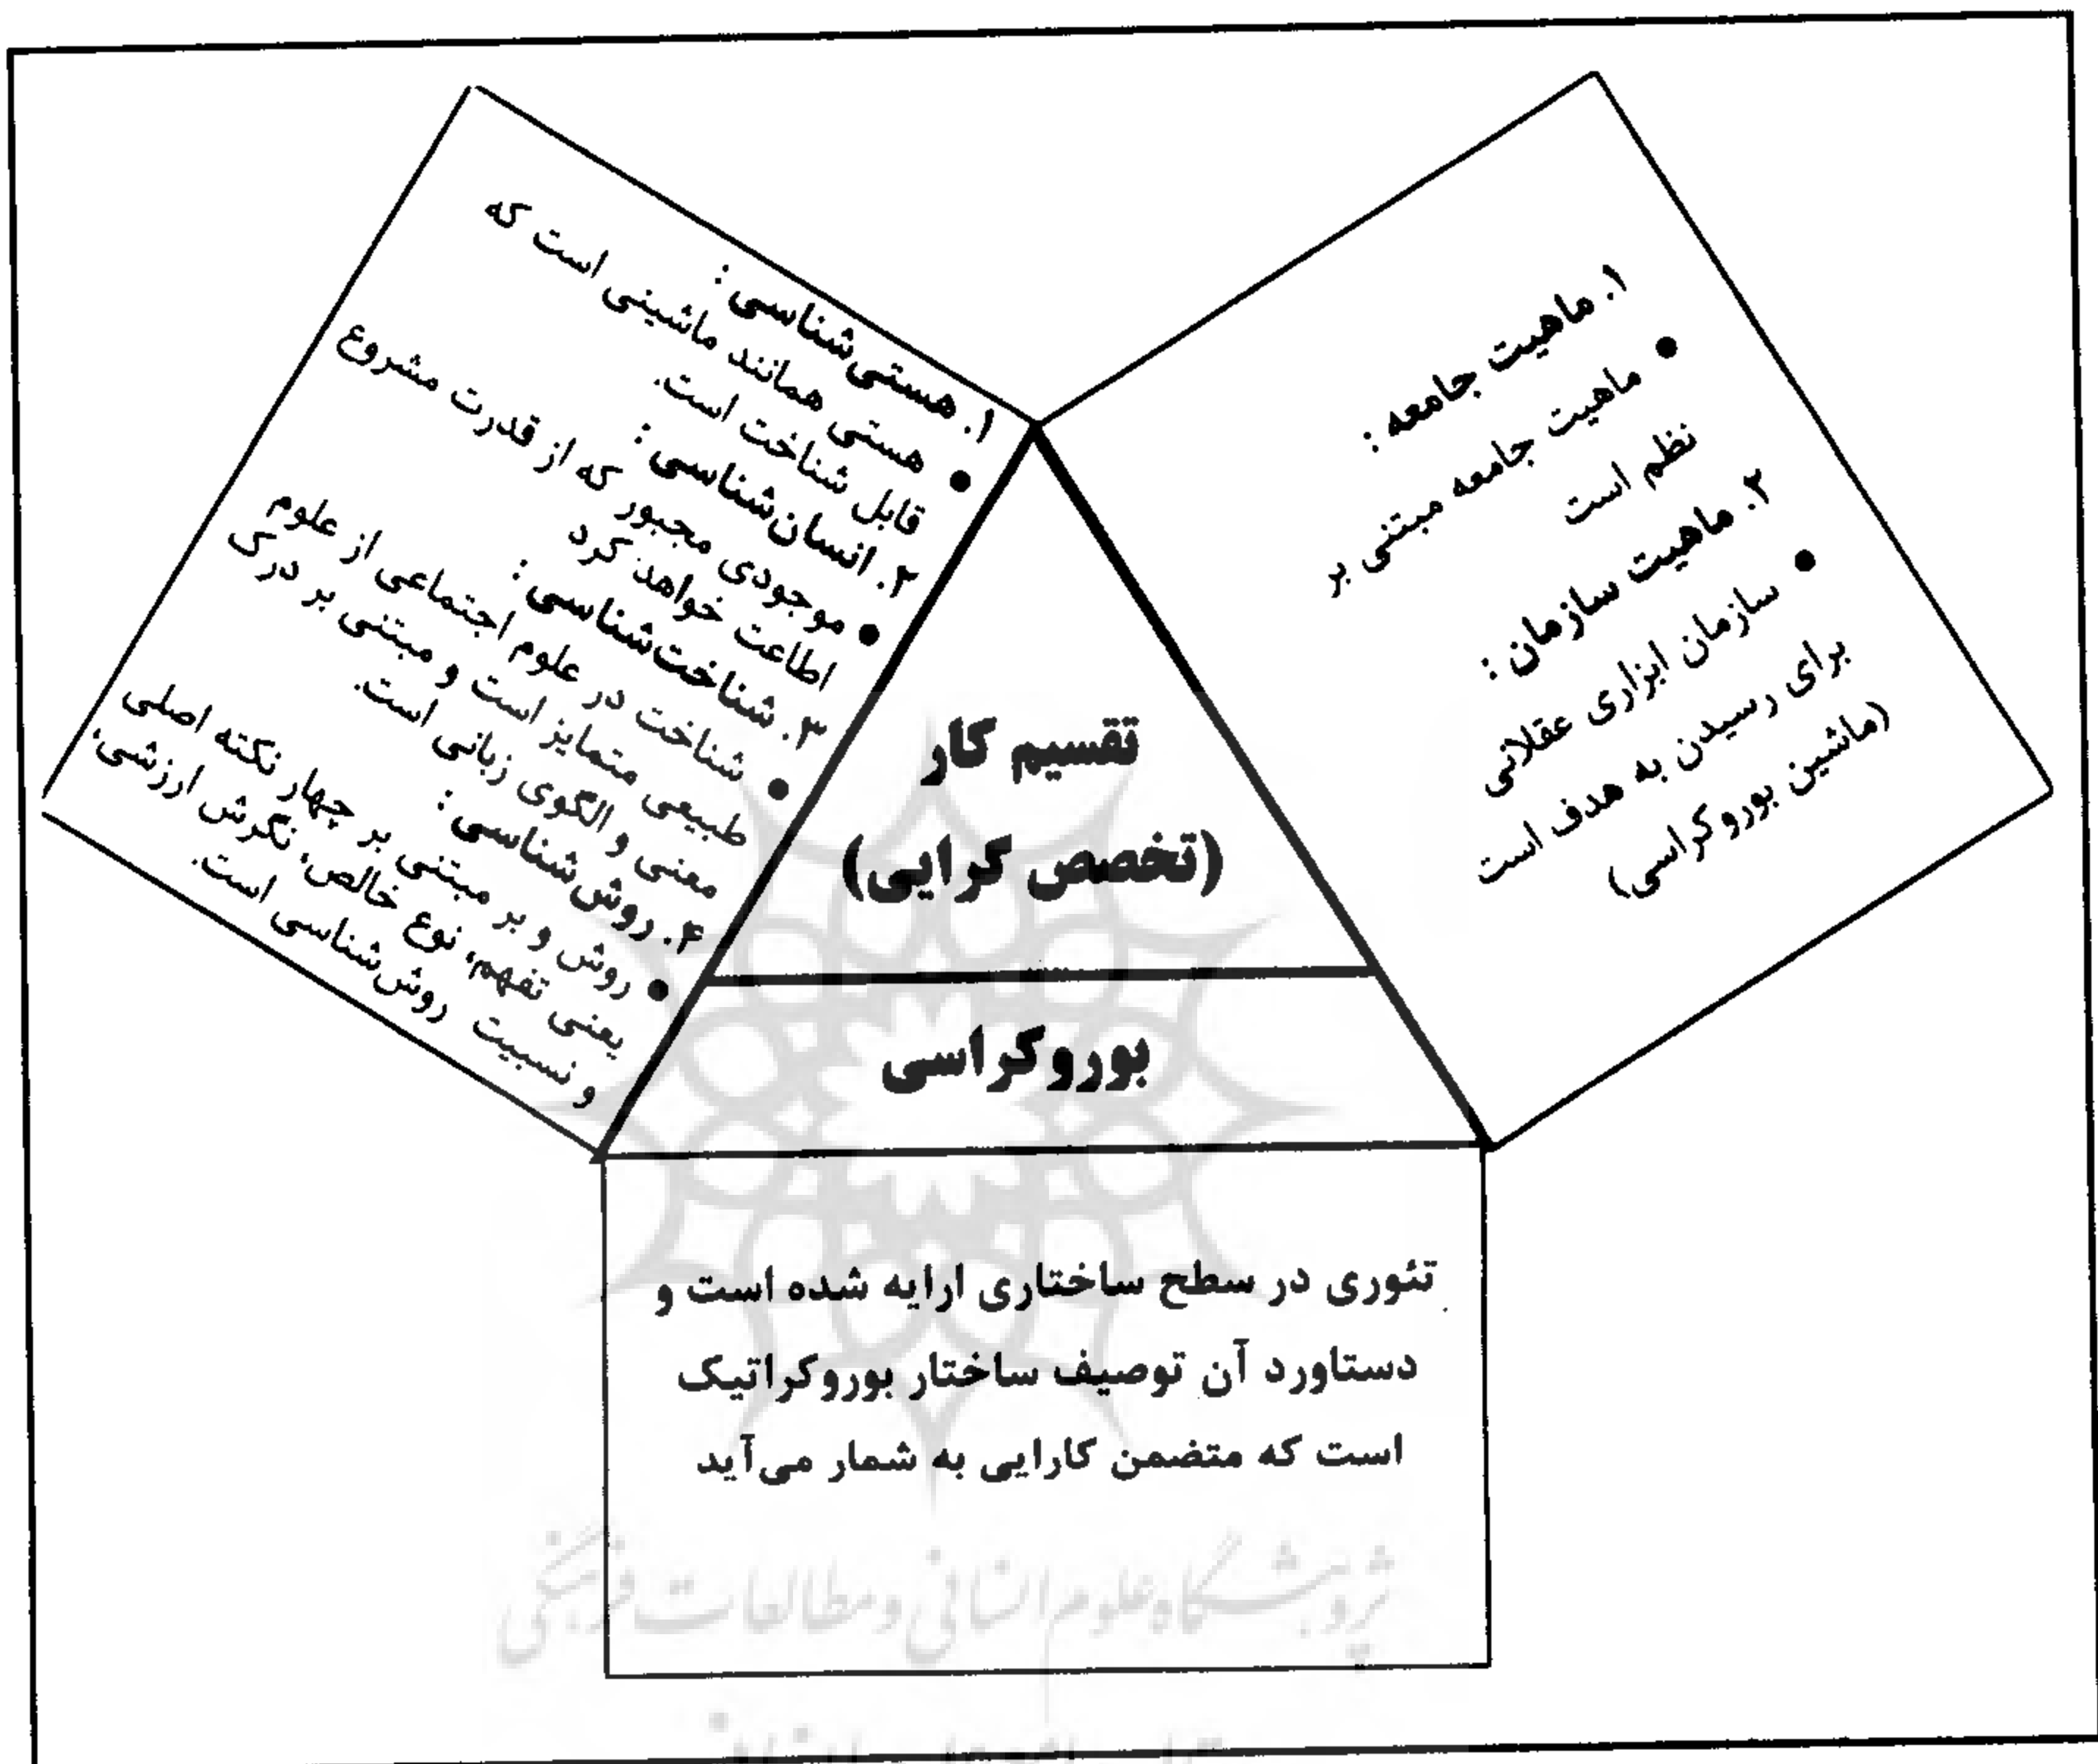 ۱. ماهیت جامعه :
● ماهیت جامعه مبتنی بر
نظم است
۲. ماهیت سازمان :
● سازمان ابزاری عقلانی
برای رسیدن به هدف است
(ماشین بوروکراسی)
۱. هستی‌شناسی :
● هستی همانند ماشینی است که
قابل شناخت است.
۲. انسان‌شناسی :
● موجودی مجبور که از قدرت مشروع
اطاعت خواهد کرد
۳. شناخت‌شناسی :
● شناخت در علوم اجتماعی از علوم
طبیعی متمایز است و مبتنی بر درک
معنی و الگوی زبانی است.
۴. روش‌شناسی :
● روش و بر مبتنی بر چهار نکته اصلی
یعنی تفهم، نوع خالص، نگرش ارزشی،
و نسبیت روش‌شناسی است.
تقسیم کار
(تخصص گرایی)
بوروکراسی
تئوری در سطح ساختاری ارایه شده است و
دستاورد آن توصیف ساختار بوروکراتیک
است که متضمن کارایی به شمار می‌آید
پژوهشگاه علوم انسانی و مطالعات فرهنگی